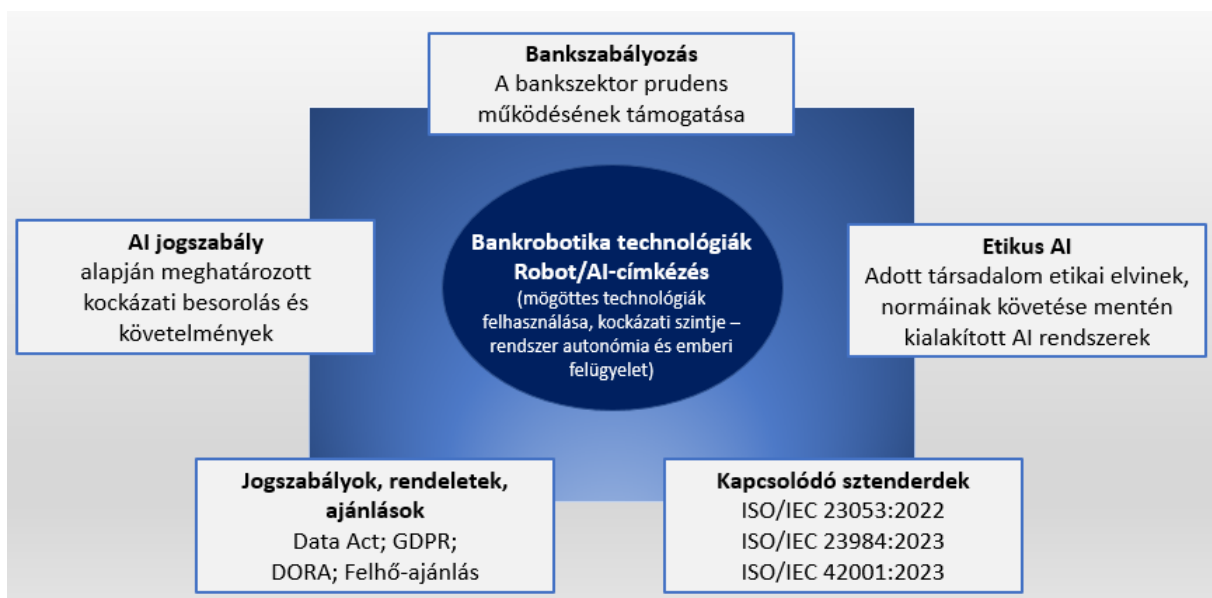 Bankszabályozás
A bankszektor prudens
működésének támogatása
AI jogszabály
alapján meghatározott
kockázati besorolás és
követelmények
Bankrobotika technológiák
Robot/AI-címkézés
(mögöttes technológiák
felhasználása, kockázati szintje –
rendszer autonómia és emberi
felügyelet)
Etikus AI
Adott társadalom etikai elvinek,
normáinak követése mentén
kialakított AI rendszerek
Jogszabályok, rendeletek,
ajánlások
Data Act; GDPR;
DORA; Felhő-ajánlás
Kapcsolódó sztenderdek
ISO/IEC 23053:2022
ISO/IEC 23984:2023
ISO/IEC 42001:2023